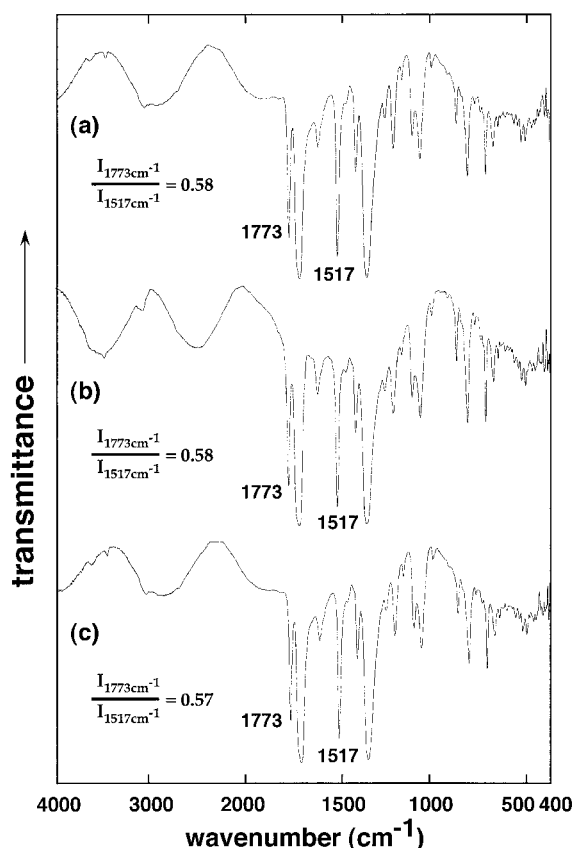 (a)
I1773cm-1
I1517cm-1 = 0.58
1773
1517
(b)
I1773cm-1
I1517cm-1 = 0.58
1773
1517
(c)
I1773cm-1
I1517cm-1 = 0.57
1773
1517
transmittance
4000 3000 2000 1500 1000 500 400
wavenumber (cm-1)